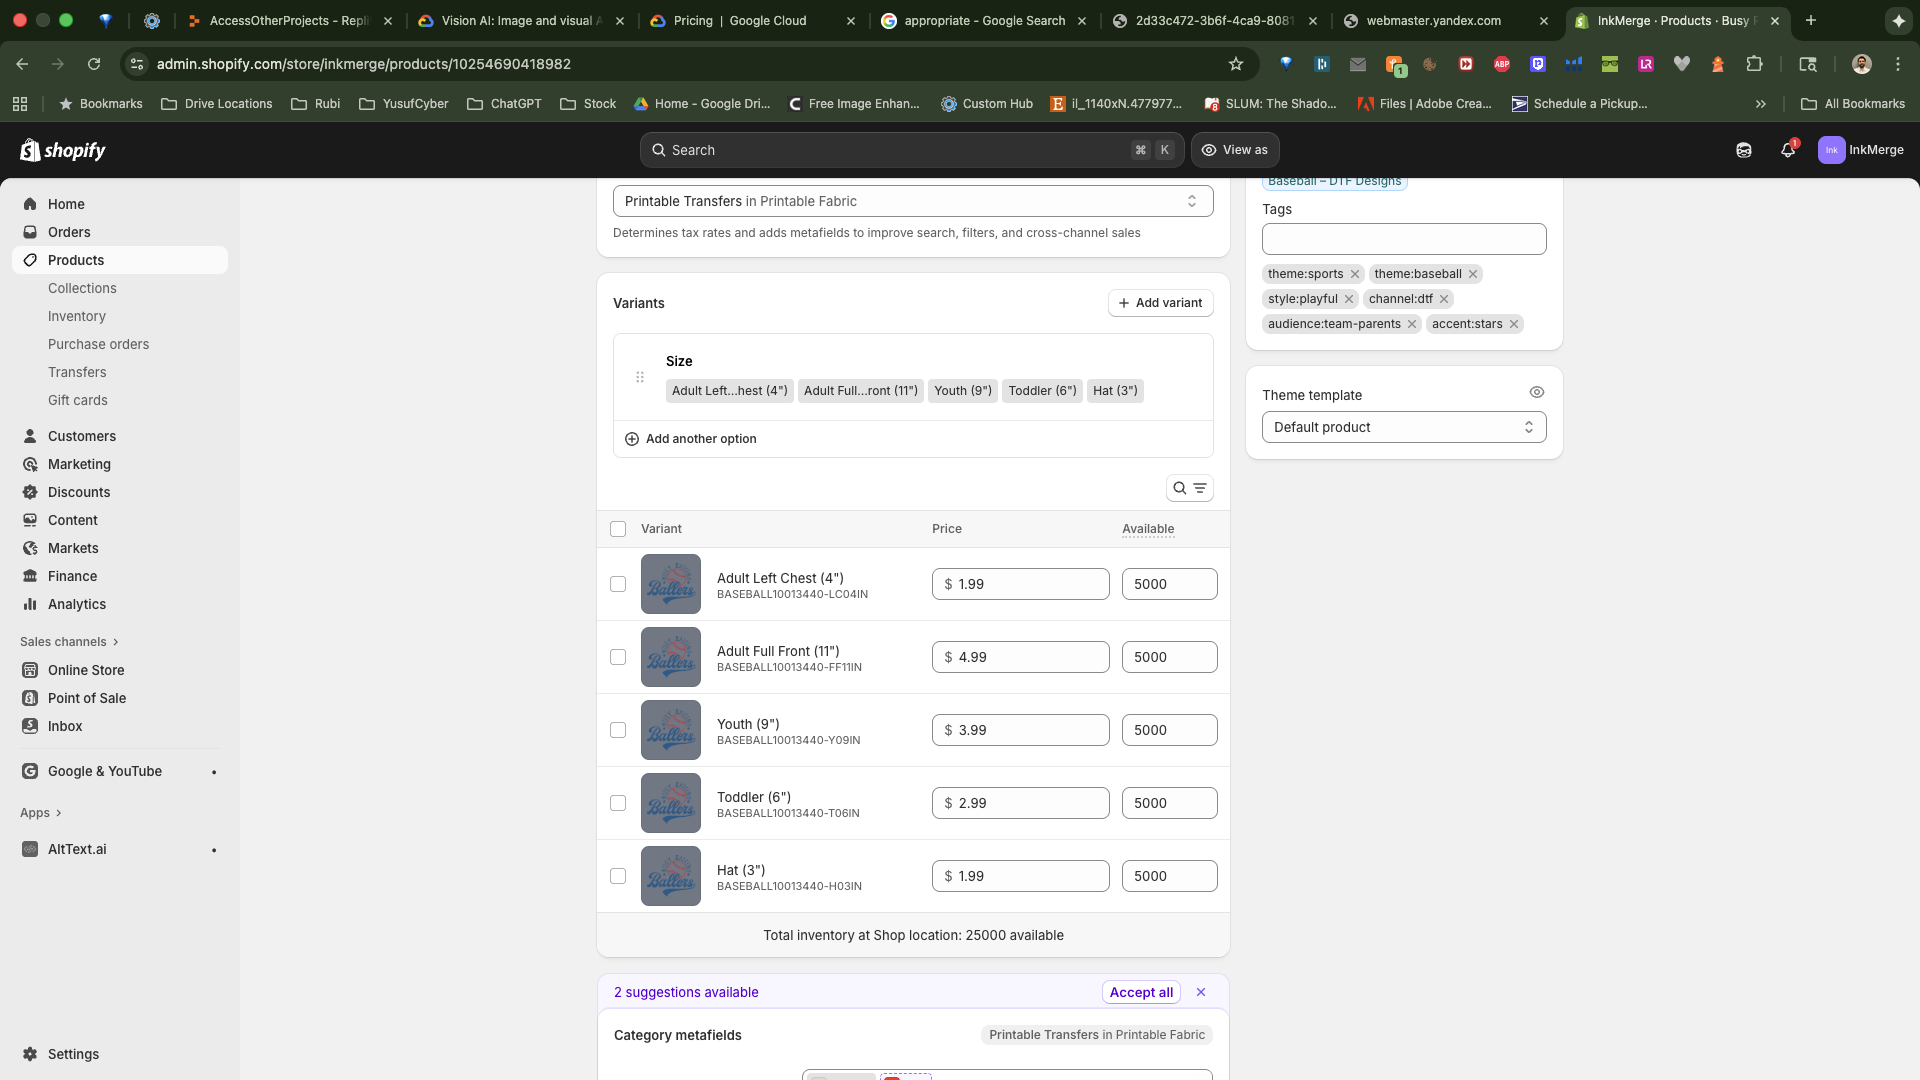 AccessOtherProjects - Repli
Vision AI: Image and visual A
Pricing | Google Cloud
appropriate - Google Search
2d33c472-3b6f-4ca9-8081
webmaster.yandex.com
InkMerge · Products · Busy F
admin.shopify.com/store/inkmerge/products/10254690418982
1
ABP
LR
Bookmarks
Drive Locations
Rubi
YusufCyber
ChatGPT
Stock
Home - Google Dri...
Free Image Enhan...
Custom Hub
il_1140xN.477977...
SLUM: The Shado...
Files | Adobe Crea...
Schedule a Pickup...
All Bookmarks
shopify
Search
⌘ K
View as
1
Ink
InkMerge
Home
Orders
Products
Collections
Inventory
Purchase orders
Transfers
Gift cards
Customers
Marketing
Discounts
Content
Markets
Finance
Analytics
Sales channels
Online Store
Point of Sale
Inbox
Google & YouTube
Apps
AltText.ai
Settings
Printable Transfers in Printable Fabric
Determines tax rates and adds metafields to improve search, filters, and cross-channel sales
Variants
Add variant
Size
Adult Left...hest (4") Adult Full...ront (11") Youth (9") Toddler (6") Hat (3")
Add another option
Variant Price Available
Ballers
Adult Left Chest (4")
BASEBALL10013440-LC04IN
$ 1.99
5000
Ballers
Adult Full Front (11")
BASEBALL10013440-FF11IN
$ 4.99
5000
Ballers
Youth (9")
BASEBALL10013440-Y09IN
$ 3.99
5000
Ballers
Toddler (6")
BASEBALL10013440-T06IN
$ 2.99
5000
Ballers
Hat (3")
BASEBALL10013440-H03IN
$ 1.99
5000
Total inventory at Shop location: 25000 available
2 suggestions available
Accept all
Category metafields
Printable Transfers in Printable Fabric
Baseball – DTF Designs
Tags
theme:sports theme:baseball
style:playful channel:dtf
audience:team-parents accent:stars
Theme template
Default product